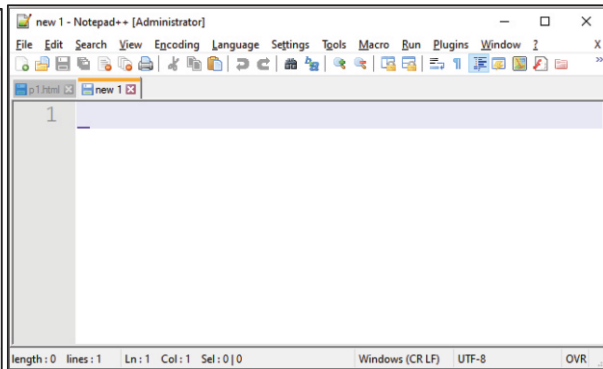 new 1 - Notepad++ [Administrator]
File Edit Search View Encoding Language Settings Tools Macro Run Plugins Window ? X
p1.html new 1
1
length : 0 lines : 1 Ln : 1 Col : 1 Sel : 0 | 0 Windows (CR LF) UTF-8 OVR